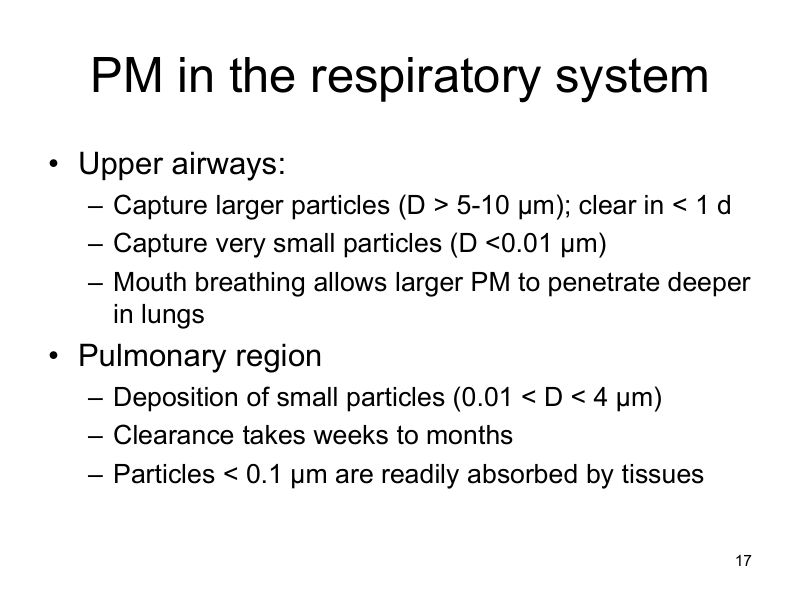 PM in the respiratory system
• Upper airways:
– Capture larger particles (D > 5-10 µm); clear in < 1 d
– Capture very small particles (D <0.01 µm)
– Mouth breathing allows larger PM to penetrate deeper
in lungs
• Pulmonary region
– Deposition of small particles (0.01 < D < 4 µm)
– Clearance takes weeks to months
– Particles < 0.1 µm are readily absorbed by tissues
17